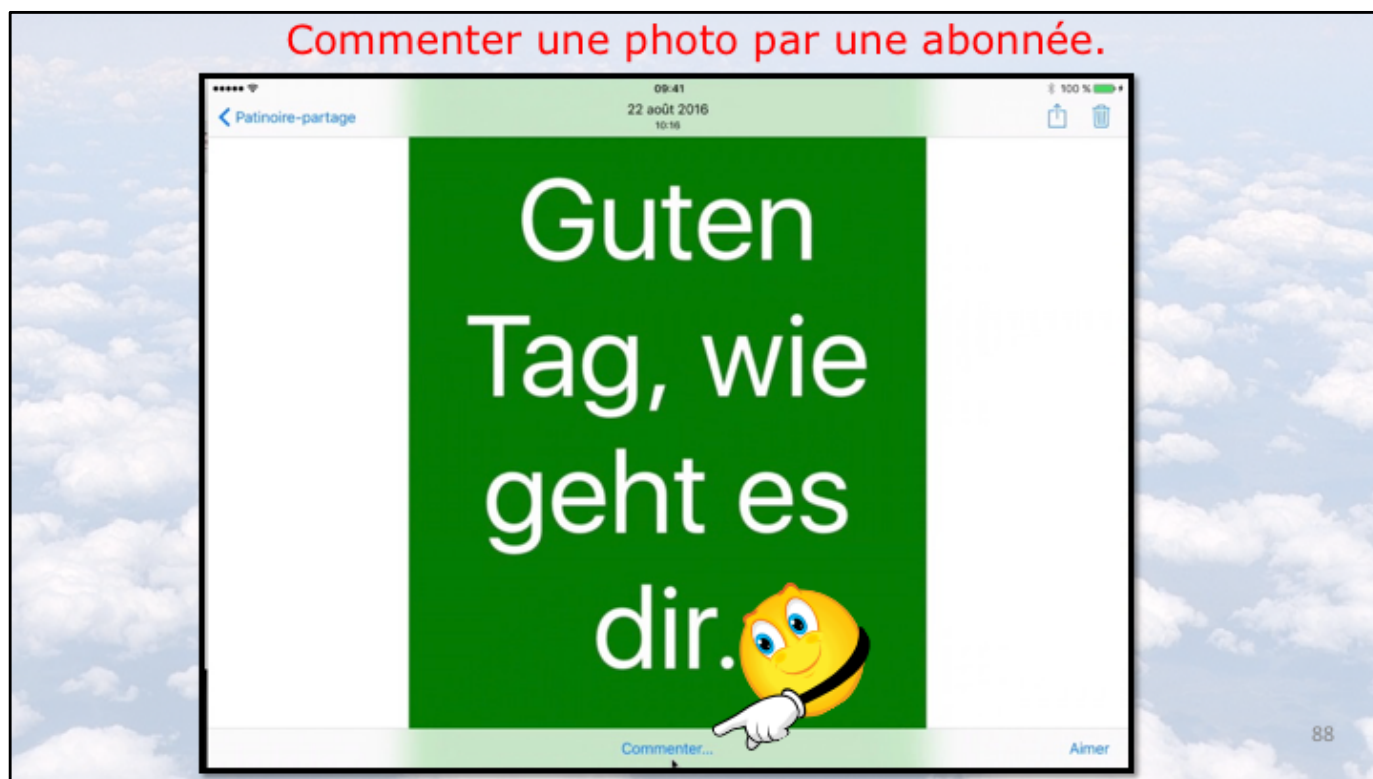 Commenter une photo par une abonnée.
09:41
100 %
Patinoire-partage
22 août 2016
10:16
Guten
Tag, wie
geht es
dir.
Commenter...
Aimer
88